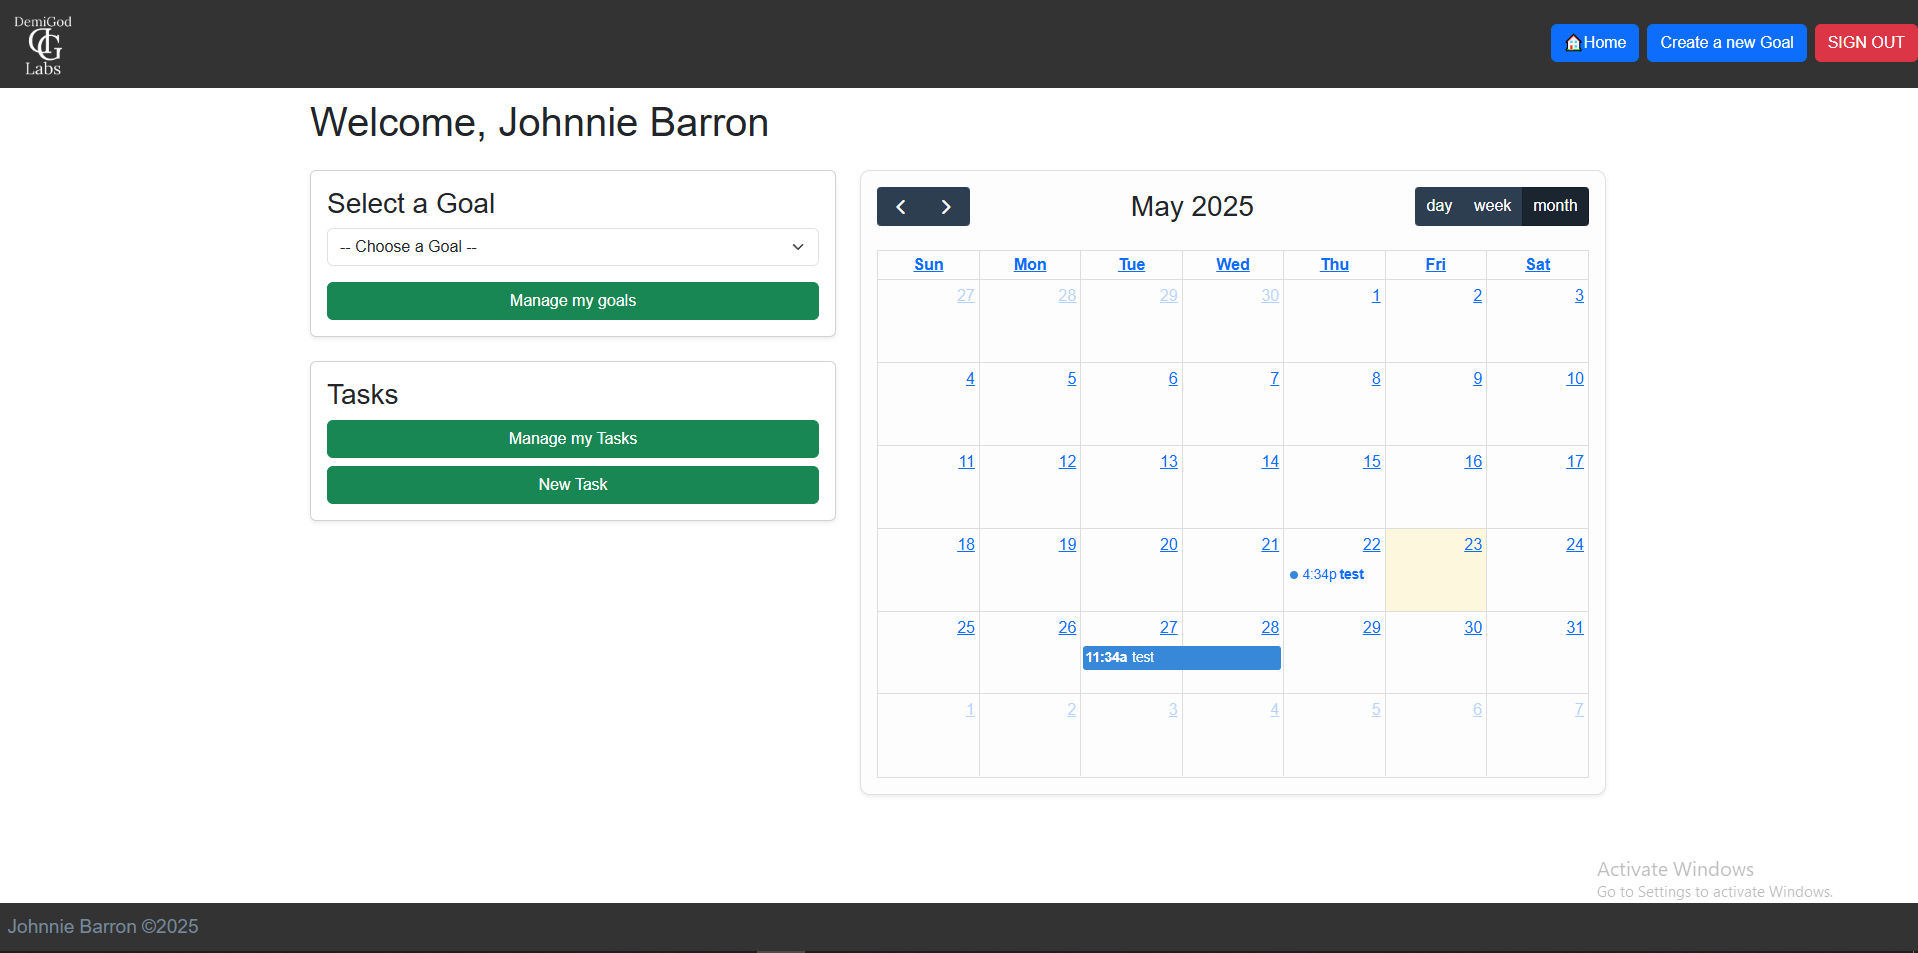 DemiGod
DG
Labs
Home
Create a new Goal
SIGN OUT
Welcome, Johnnie Barron
Select a Goal
-- Choose a Goal --
Manage my goals
Tasks
Manage my Tasks
New Task
May 2025
day week month
Sun Mon Tue Wed Thu Fri Sat
27 28 29 30 1 2 3
4 5 6 7 8 9 10
11 12 13 14 15 16 17
18 19 20 21 22 23 24
4:34p test
25 26 27 28 29 30 31
11:34a test
1 2 3 4 5 6 7
Activate Windows
Go to Settings to activate Windows.
Johnnie Barron ©2025